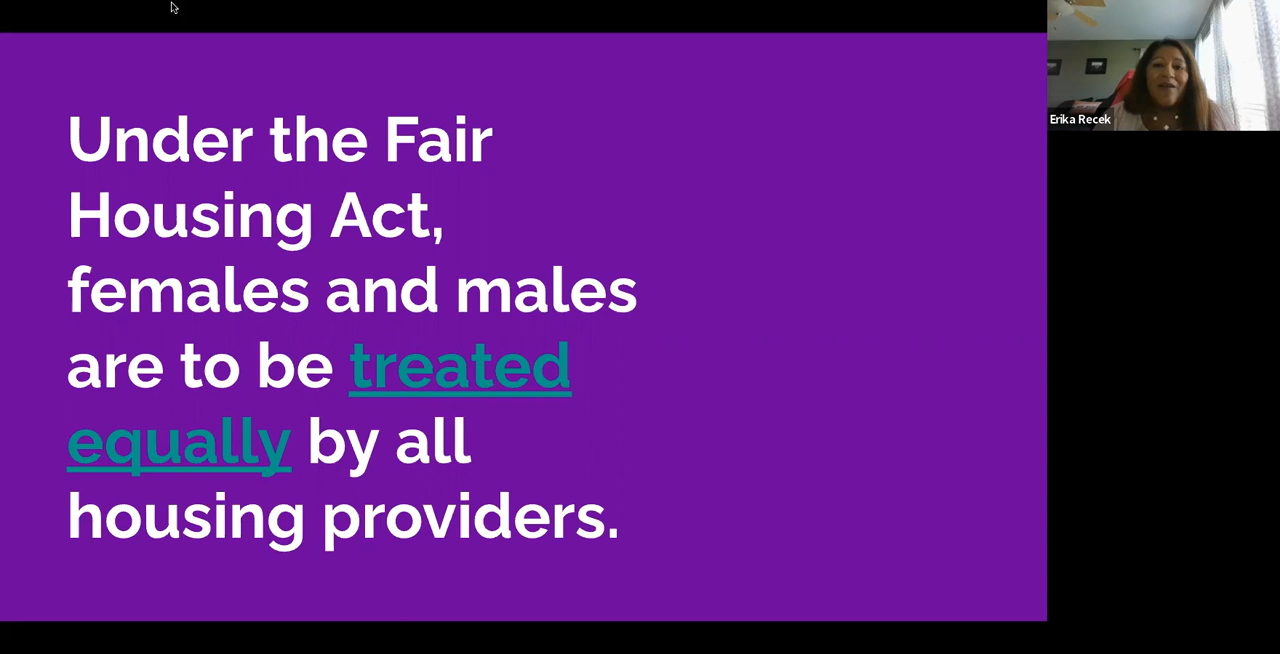 Under the Fair
Housing Act,
females and males
are to be treated
equally by all
housing providers.
Erika Recek